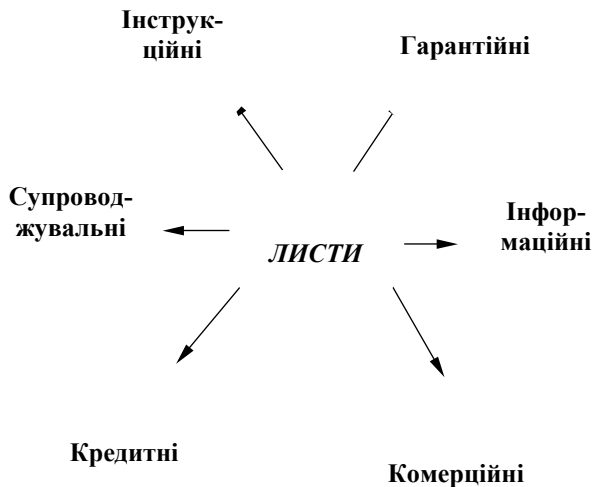 Інструк-
ційні
Гарантійні
Супровод-
жувальні
ЛИСТИ
Інфор-
маційні
Кредитні
Комерційні